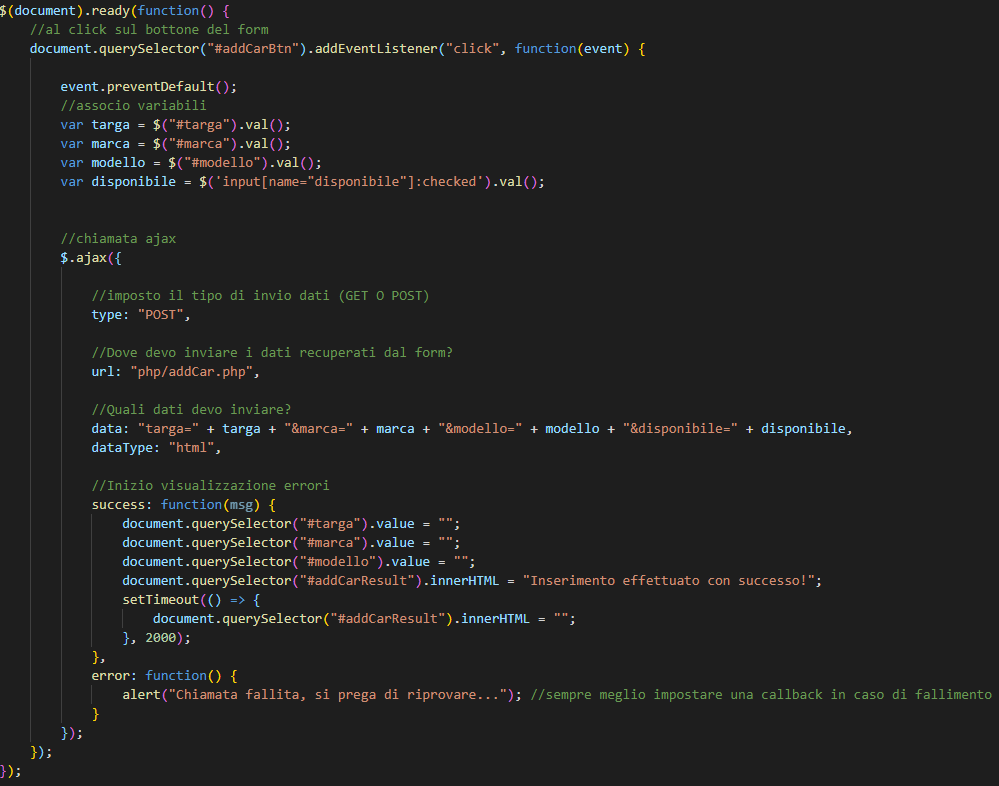 $(document).ready(function() {
//al click sul bottone del form
document.querySelector("#addCarBtn").addEventListener("click", function(event) {
event.preventDefault();
//associo variabili
var targa = $("#targa").val();
var marca = $("#marca").val();
var modello = $("#modello").val();
var disponibile = $('input[name="disponibile"]:checked').val();
//chiamata ajax
$.ajax({
//imposto il tipo di invio dati (GET O POST)
type: "POST",
//Dove devo inviare i dati recuperati dal form?
url: "php/addCar.php",
//Quali dati devo inviare?
data: "targa=" + targa + "&marca=" + marca + "&modello=" + modello + "&disponibile=" + disponibile,
dataType: "html",
//Inizio visualizzazione errori
success: function(msg) {
document.querySelector("#targa").value = "";
document.querySelector("#marca").value = "";
document.querySelector("#modello").value = "";
document.querySelector("#addCarResult").innerHTML = "Inserimento effettuato con successo!";
setTimeout(() => {
document.querySelector("#addCarResult").innerHTML = "";
}, 2000);
},
error: function() {
alert("Chiamata fallita, si prega di riprovare..."); //sempre meglio impostare una callback in caso di fallimento
}
});
});
});